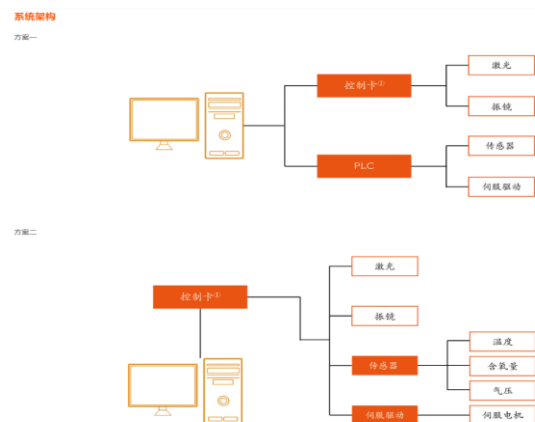 系统架构
方案一
激光
控制卡①
振镜
传感器
PLC
伺服驱动
方案二
激光
控制卡①
振镜
温度
传感器
含氧量
气压
伺服驱动
伺服电机